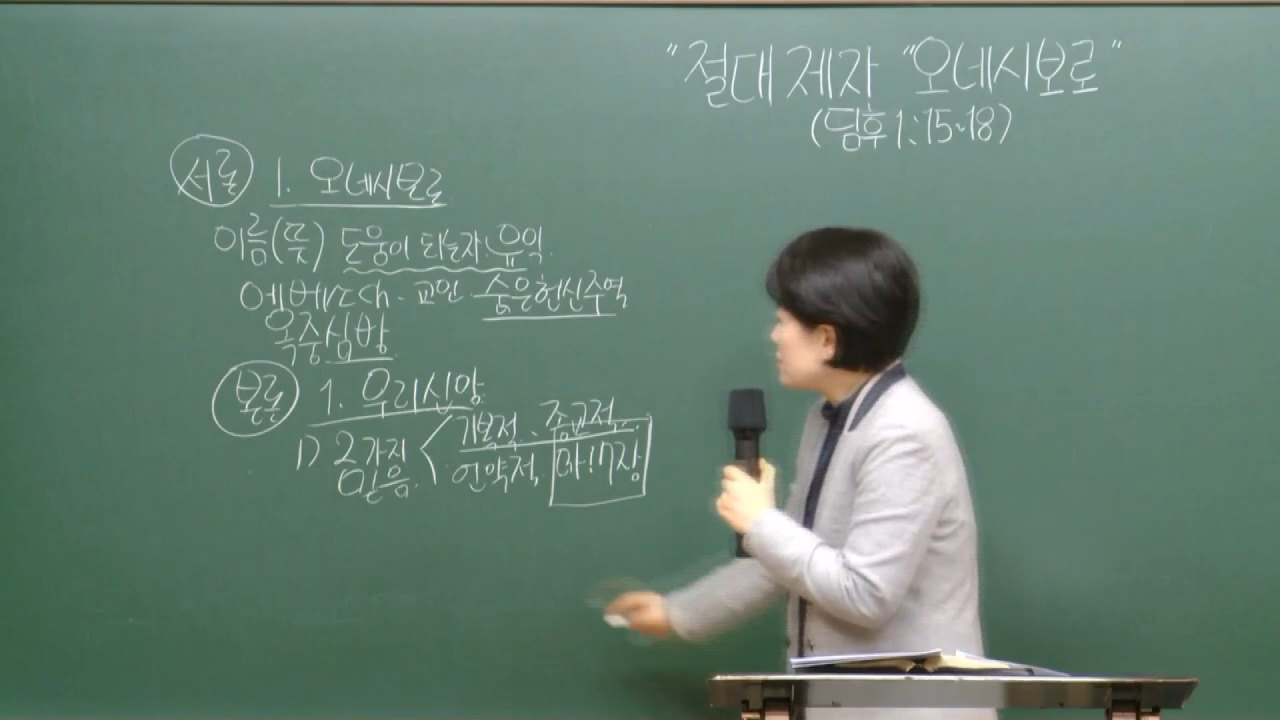 "절대 제자 "오네시보로"
(딤후 1:15~18)
서론 1. 오네시보로
이름(뜻) 도움이 되는자. 유익.
에베소ch. 교인. 숨은헌신주역
옥중심방
본론 1. 우리신앙.
1) 2가지 믿음. 기복적. 종교적.
언약적. 마17장